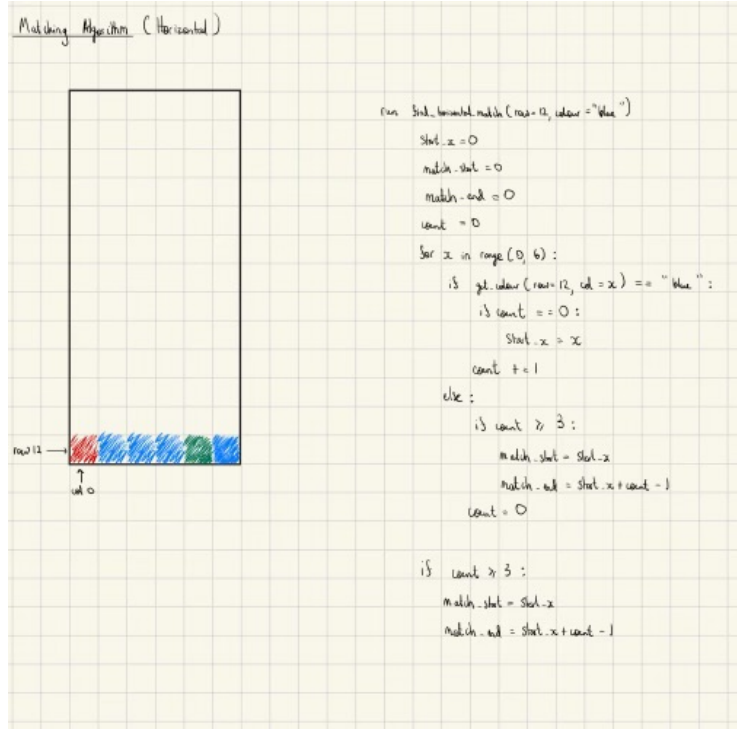 Matching Algorithm (Horizontal)
row 12
col 0
run find_horizontal_match (row=12, colour = "blue")
start_x = 0
match_start = 0
match_end = 0
count = 0
for x in range (0, 6) :
if get_colour (row=12, col = x) == "blue" :
if count == 0 :
start_x = x
count += 1
else :
if count ⩾ 3 :
match_start = start_x
match_end = start_x + count - 1
count = 0
if count ⩾ 3 :
match_start = start_x
match_end = start_x + count - 1